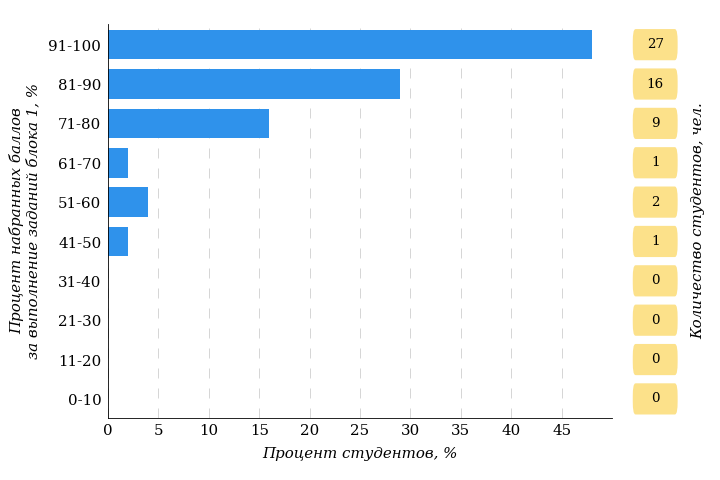 Процент набранных баллов
за выполнение заданий блока 1, %
91-100 27
81-90 16
71-80 9
61-70 1
51-60 2
41-50 1
31-40 0
21-30 0
11-20 0
0-10 0
0 5 10 15 20 25 30 35 40 45
Процент студентов, %
Количество студентов, чел.